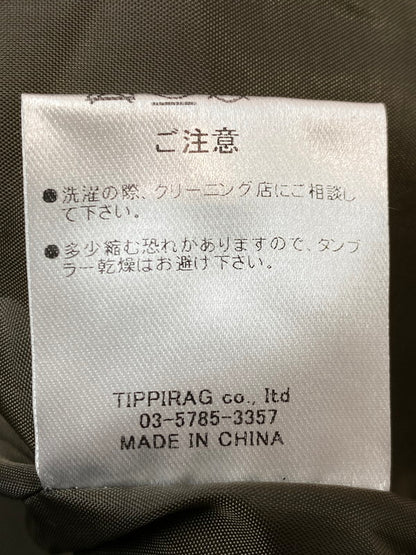 ご注意
●洗濯の際、クリーニング店にご相談し
て下さい。
●多少縮む恐れがありますので、タンブ
ラー乾燥はお避け下さい。
TIPPIRAG co., ltd
03-5785-3357
MADE IN CHINA